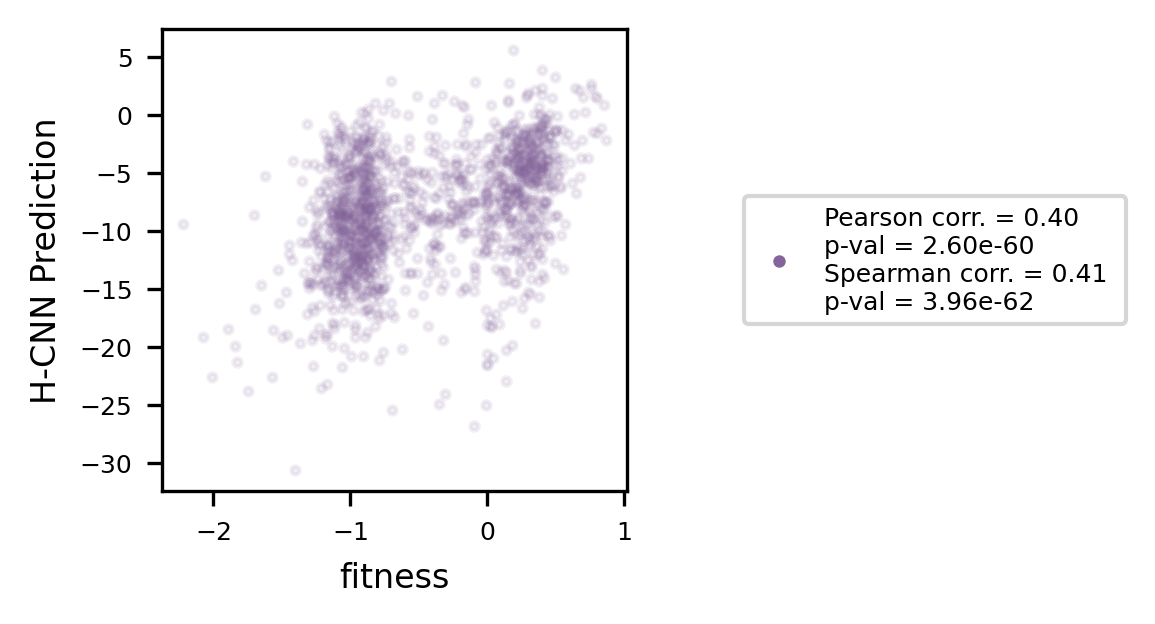 5
0
−5
−10
−15
−20
−25
−30
H-CNN Prediction
−2
−1
0
1
fitness
Pearson corr. = 0.40
p-val = 2.60e-60
Spearman corr. = 0.41
p-val = 3.96e-62